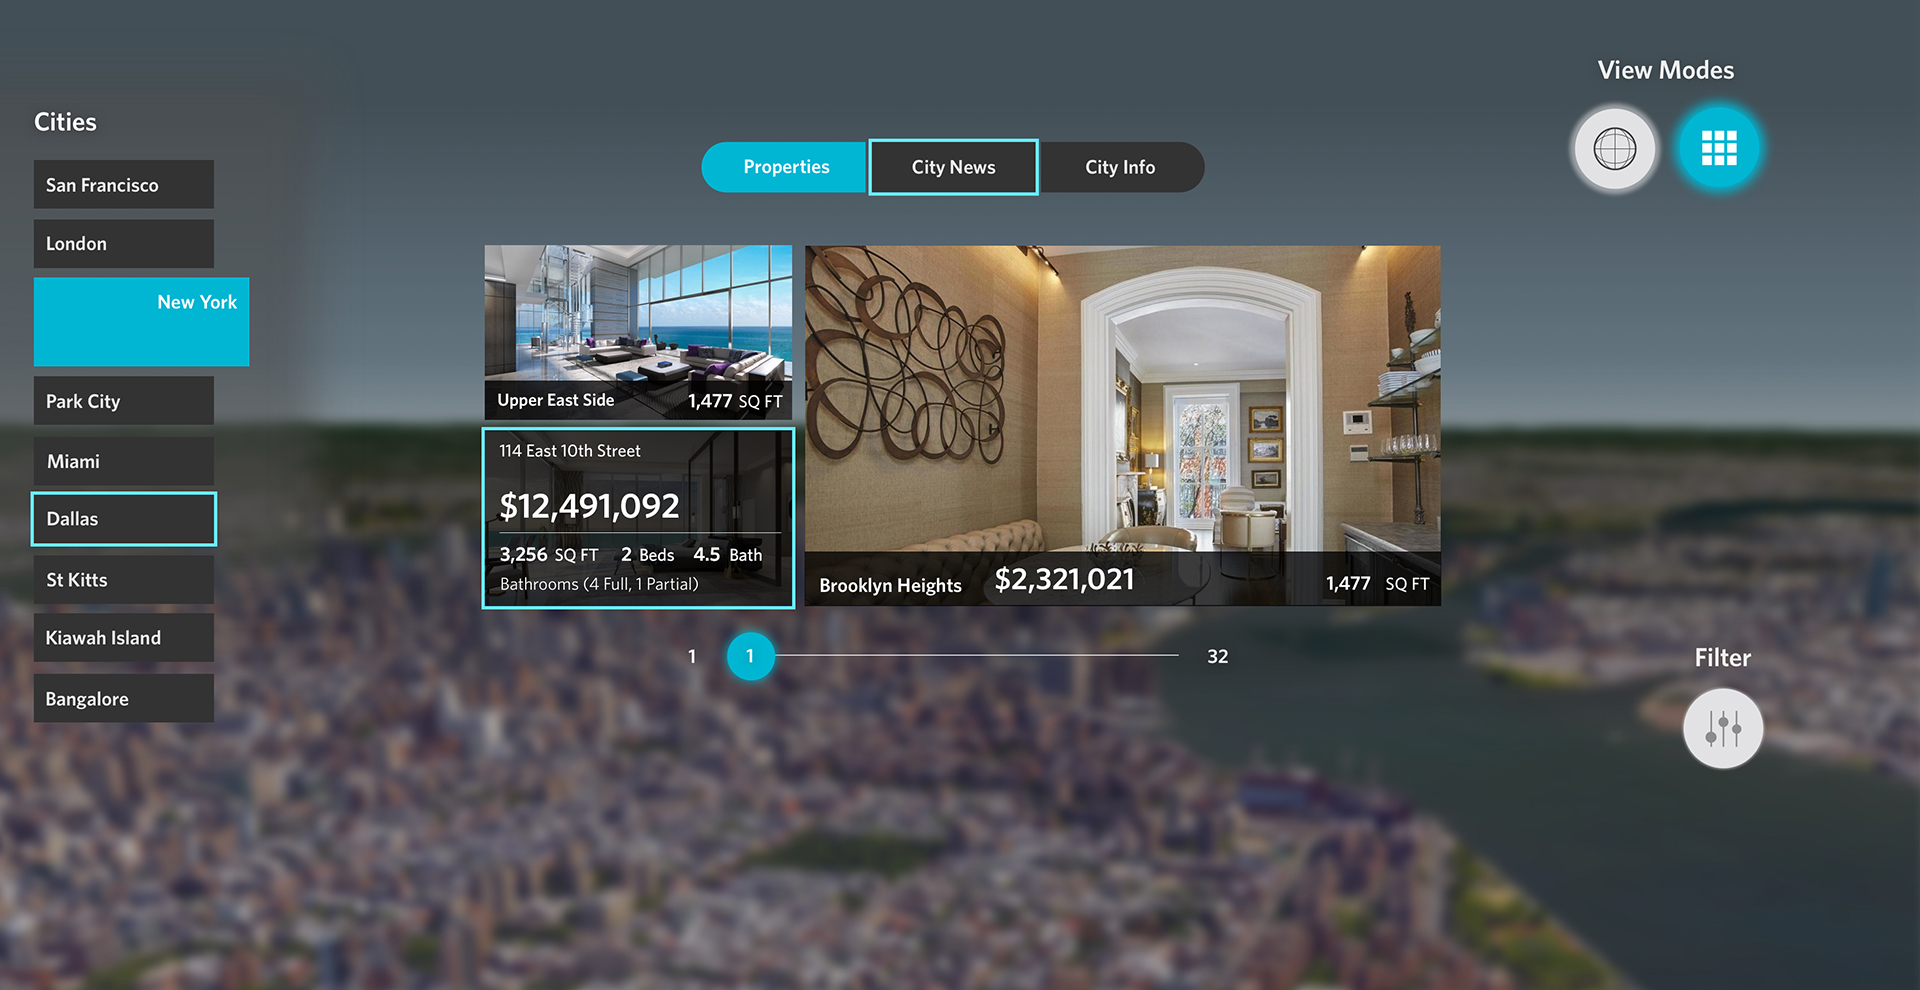 View Modes
Cities
San Francisco
London
New York
Park City
Miami
Dallas
St Kitts
Kiawah Island
Bangalore
Properties
City News
City Info
Upper East Side 1,477 SQ FT
114 East 10th Street
$12,491,092
3,256 SQ FT 2 Beds 4.5 Bath
Bathrooms (4 Full, 1 Partial)
Brooklyn Heights $2,321,021 1,477 SQ FT
1 1 32
Filter